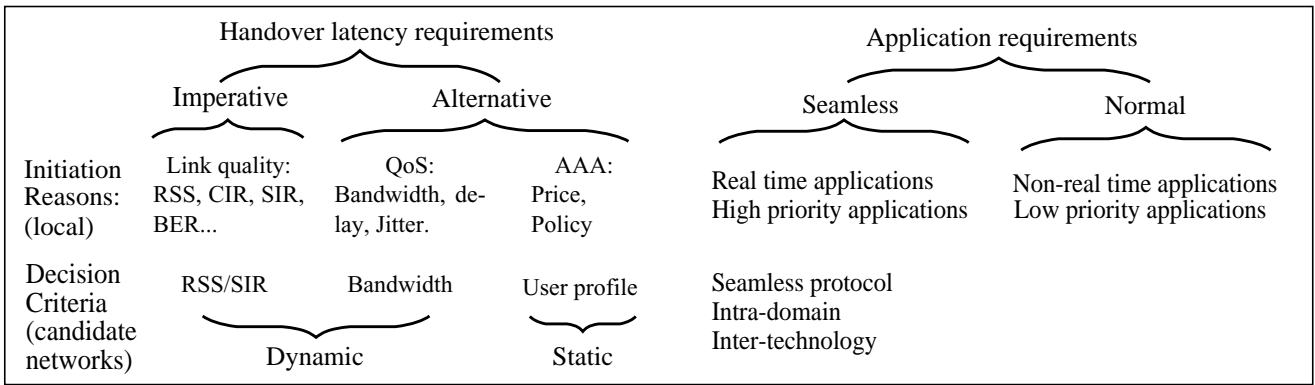 Handover latency requirements
Application requirements
Imperative
Alternative
Seamless
Normal
Initiation
Reasons:
(local)
Link quality:
RSS, CIR, SIR,
BER...
QoS:
Bandwidth, de-
lay, Jitter.
AAA:
Price,
Policy
Real time applications
High priority applications
Non-real time applications
Low priority applications
Decision
Criteria
(candidate
networks)
RSS/SIR
Bandwidth
User profile
Dynamic
Static
Seamless protocol
Intra-domain
Inter-technology